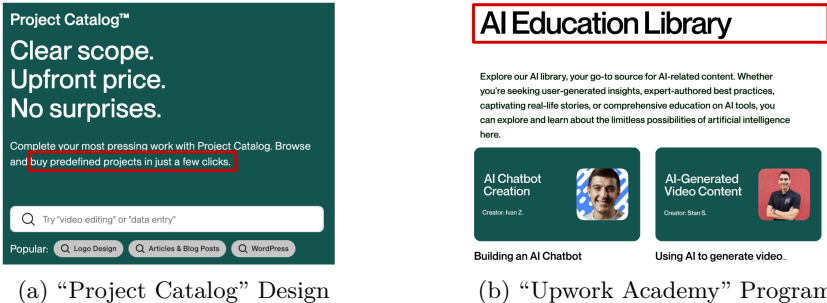 Project Catalog™
Clear scope.
Upfront price.
No surprises.
Complete your most pressing work with Project Catalog. Browse
and buy predefined projects in just a few clicks.
Try "video editing" or "data entry"
Popular:
Logo Design
Articles & Blog Posts
WordPress
(a) “Project Catalog” Design
AI Education Library
Explore our AI library, your go-to source for AI-related content. Whether
you're seeking user-generated insights, expert-authored best practices,
captivating real-life stories, or comprehensive education on AI tools, you
can explore and learn about the limitless possibilities of artificial intelligence
here.
AI Chatbot
Creation
Creator: Ivan Z.
Building an AI Chatbot
AI-Generated
Video Content
Creator: Stan S.
Using AI to generate video..
(b) “Upwork Academy” Program